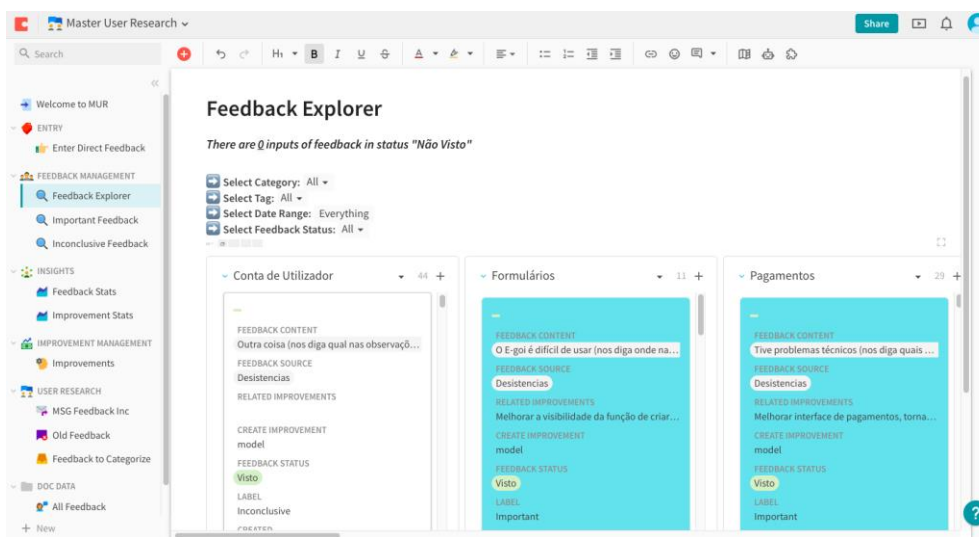 Master User Research
Share
Search
H₁
B
I
U
S
A
Welcome to MUR
ENTRY
Enter Direct Feedback
FEEDBACK MANAGEMENT
Feedback Explorer
Important Feedback
Inconclusive Feedback
INSIGHTS
Feedback Stats
Improvement Stats
IMPROVEMENT MANAGEMENT
Improvements
USER RESEARCH
MSG Feedback Inc
Old Feedback
Feedback to Categorize
DOC DATA
All Feedback
+ New
Feedback Explorer
There are 0 inputs of feedback in status "Não Visto"
Select Category: All
Select Tag: All
Select Date Range: Everything
Select Feedback Status: All
Conta de Utilizador 44 +
FEEDBACK CONTENT
Outra coisa (nos diga qual nas observaçõ...
FEEDBACK SOURCE
Desistencias
RELATED IMPROVEMENTS
CREATE IMPROVEMENT
model
FEEDBACK STATUS
Visto
LABEL
Inconclusive
CREATED
Formulários 11 +
FEEDBACK CONTENT
O E-goi é difícil de usar (nos diga onde na...
FEEDBACK SOURCE
Desistencias
RELATED IMPROVEMENTS
Melhorar a visibilidade da função de criar...
CREATE IMPROVEMENT
model
FEEDBACK STATUS
Visto
LABEL
Important
Pagamentos 29 +
FEEDBACK CONTENT
Tive problemas técnicos (nos diga quais ...
FEEDBACK SOURCE
Desistencias
RELATED IMPROVEMENTS
Melhorar interface de pagamentos, torna...
CREATE IMPROVEMENT
model
FEEDBACK STATUS
Visto
LABEL
Important
?